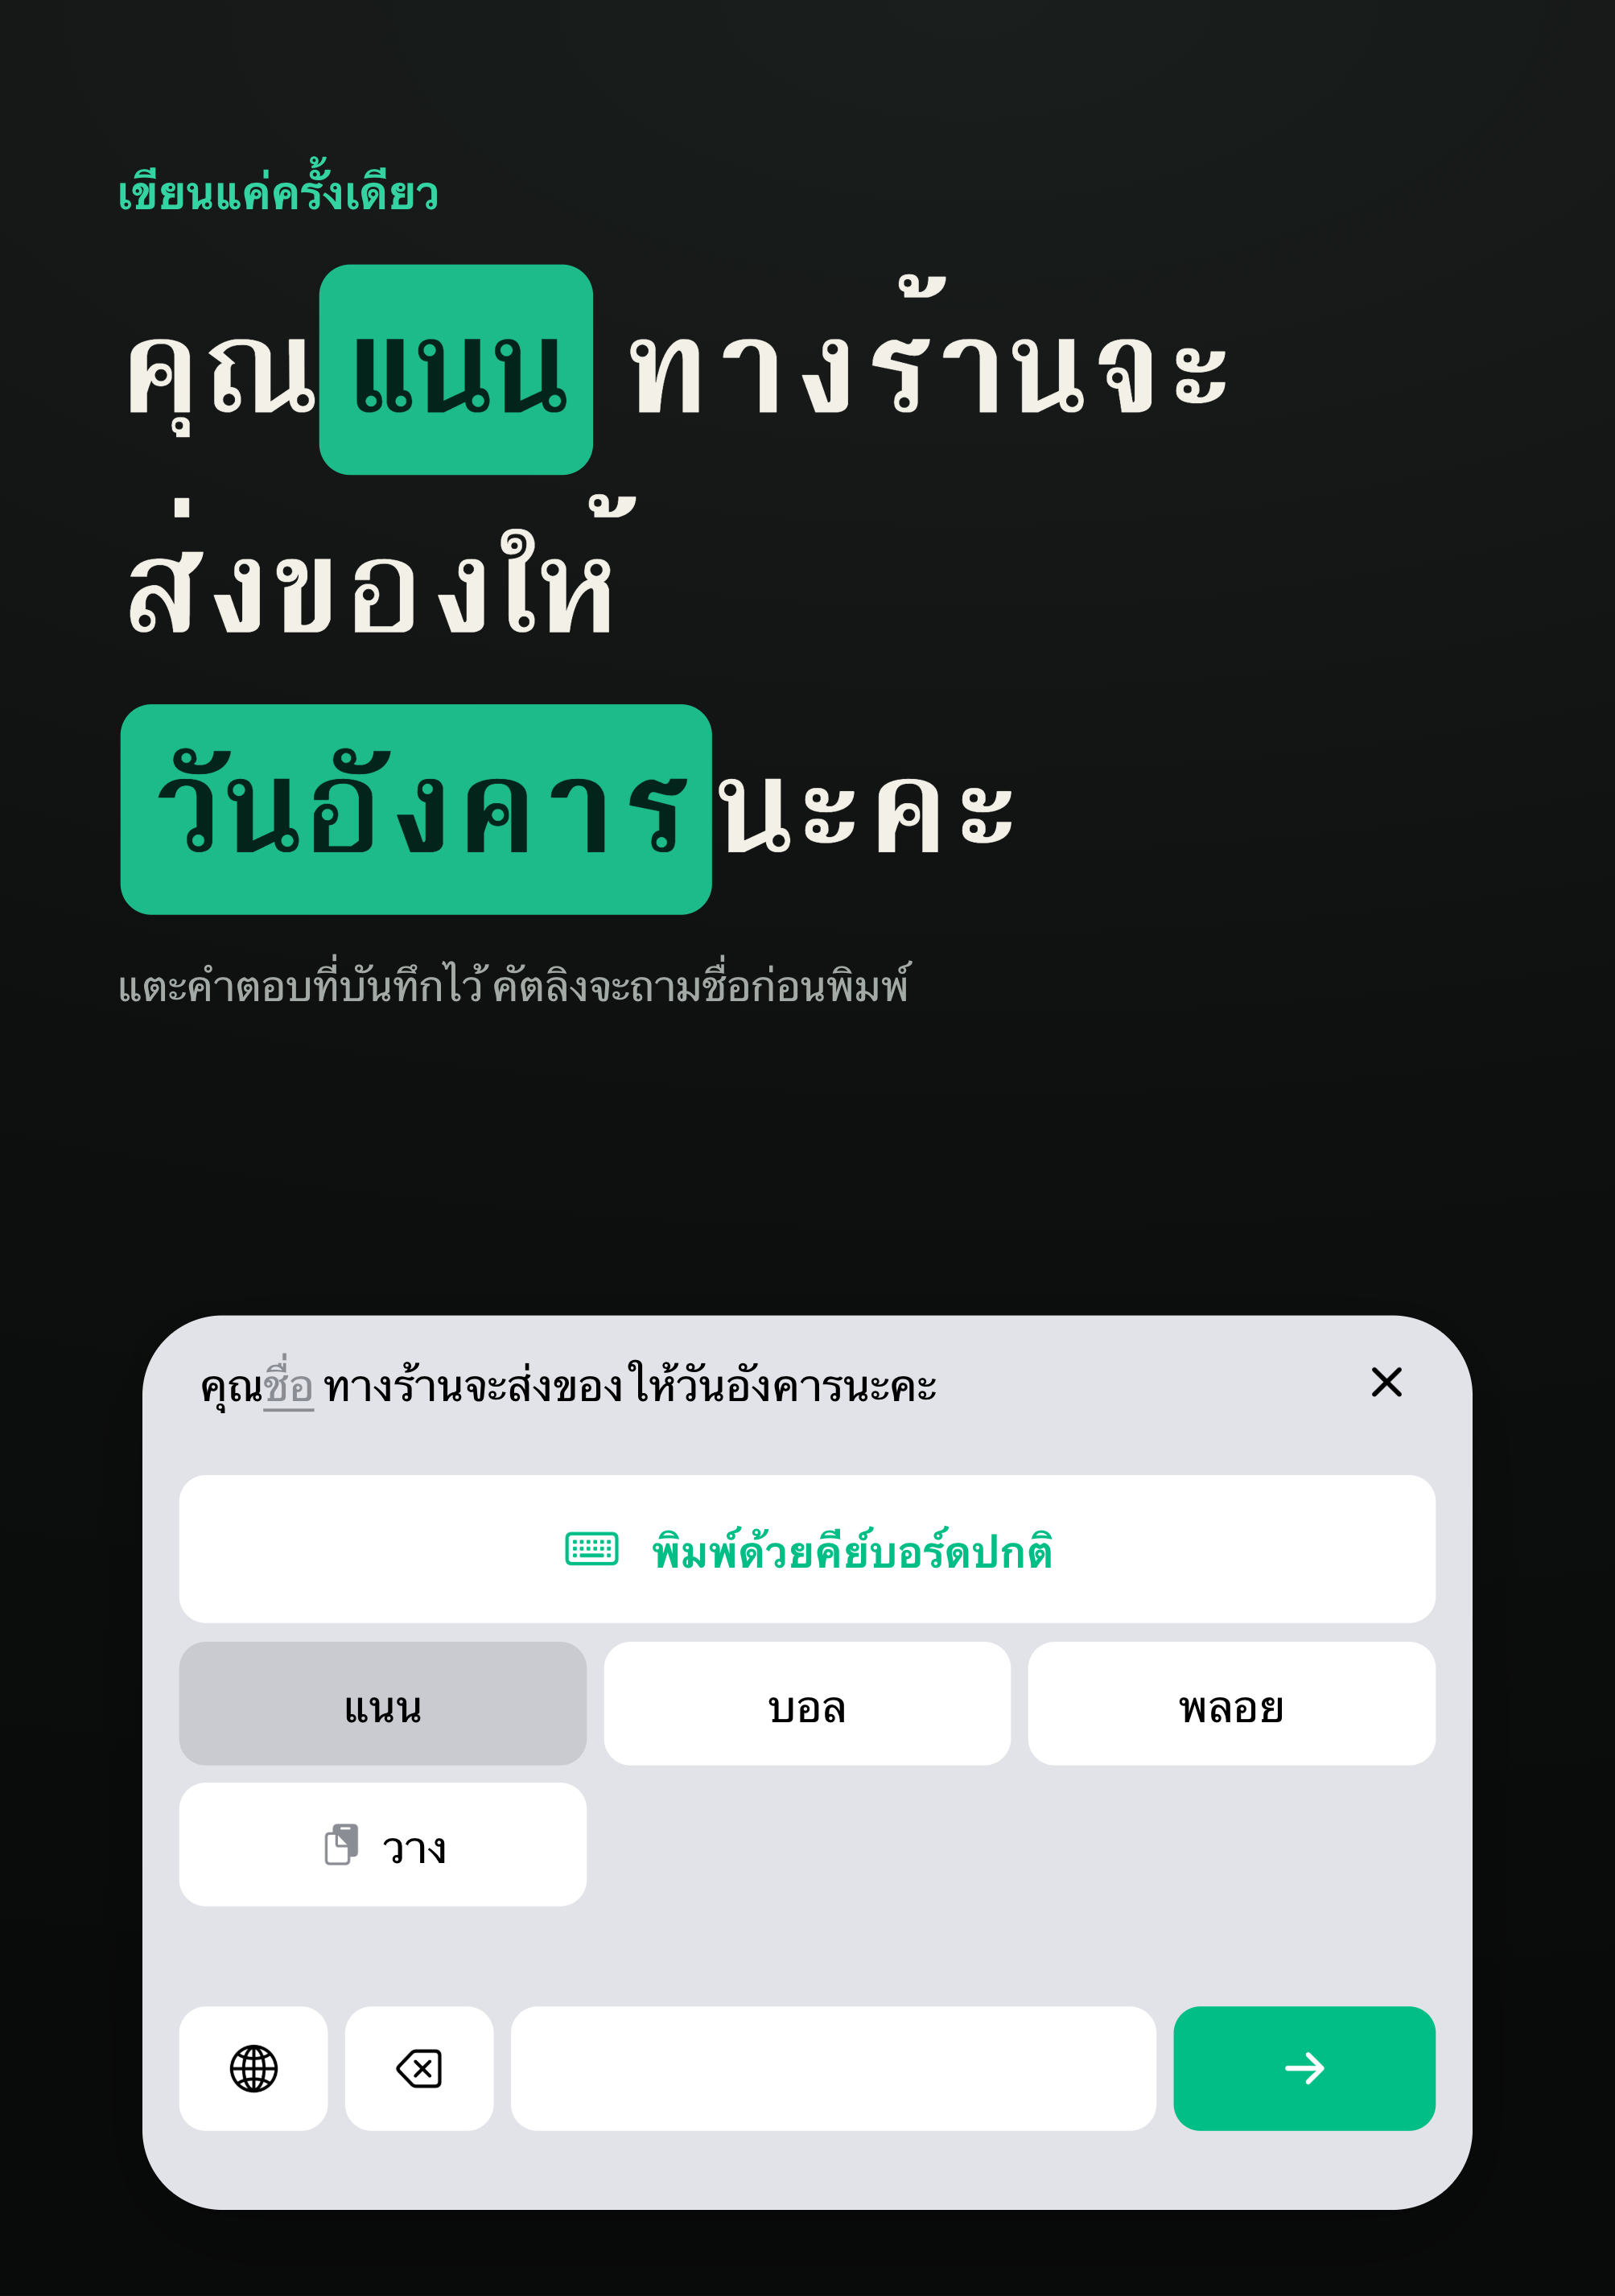 เขียนแค่ครั้งเดียว
คุณแนน ทางร้านจะ
ส่งของให้
วันอังคารนะคะ
แตะคำตอบที่บันทึกไว้ คัตลิงจะถามชื่อก่อนพิมพ์
คุณชื่อ ทางร้านจะส่งของให้วันอังคารนะคะ
พิมพ์ด้วยคีย์บอร์ดปกติ
แนน บอล พลอย
วาง